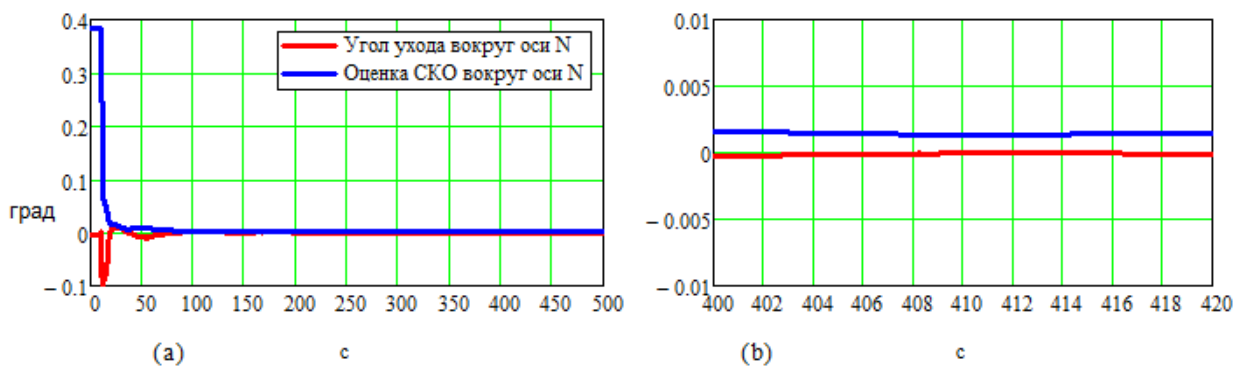 0.4
0.3
0.2
0.1
0
– 0.1
град
Угол ухода вокруг оси N
Оценка СКО вокруг оси N
0 50 100 150 200 250 300 350 400 450 500
(a) с
0.01
0.005
0
– 0.005
– 0.01
400 402 404 406 408 410 412 414 416 418 420
(b) с